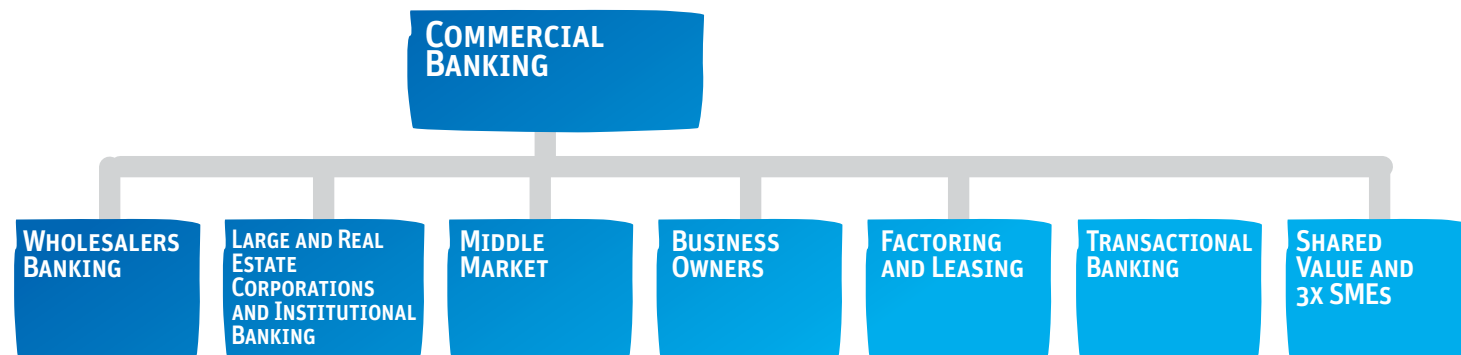 Commercial
Banking
Wholesalers
Banking
Large and Real
Estate
Corporations
and Institutional
Banking
Middle
Market
Business
Owners
Factoring
and Leasing
Transactional
Banking
Shared
Value and
3x SMEs